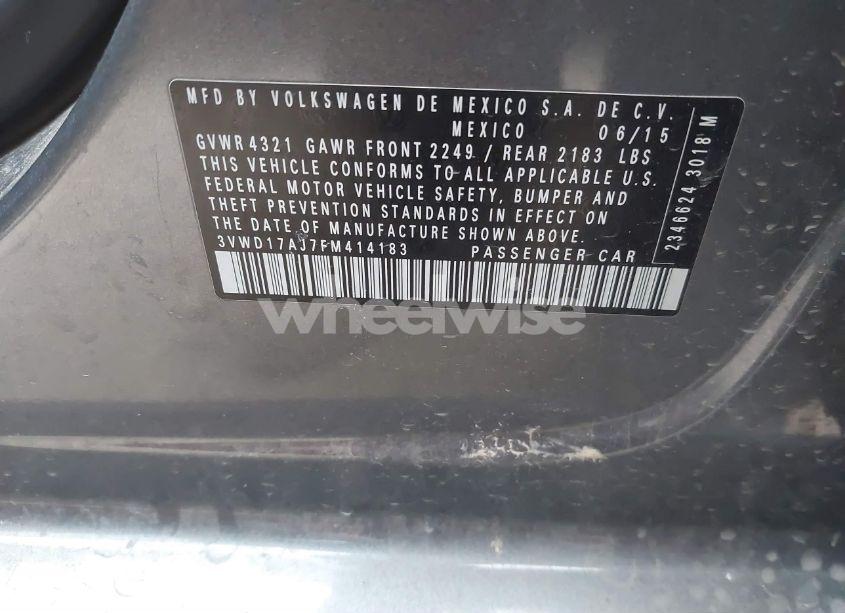 MFD BY VOLKSWAGEN DE MEXICO S.A. DE C.V.
MEXICO 06/15
GVWR 4321 GAWR FRONT 2249 / REAR 2183 LBS
THIS VEHICLE CONFORMS TO ALL APPLICABLE U.S.
FEDERAL MOTOR VEHICLE SAFETY, BUMPER AND
THEFT PREVENTION STANDARDS IN EFFECT ON
THE DATE OF MANUFACTURE SHOWN ABOVE.
3VWD17AJ7FM414183 PASSENGER CAR
2346624 3018 M
wheelwise